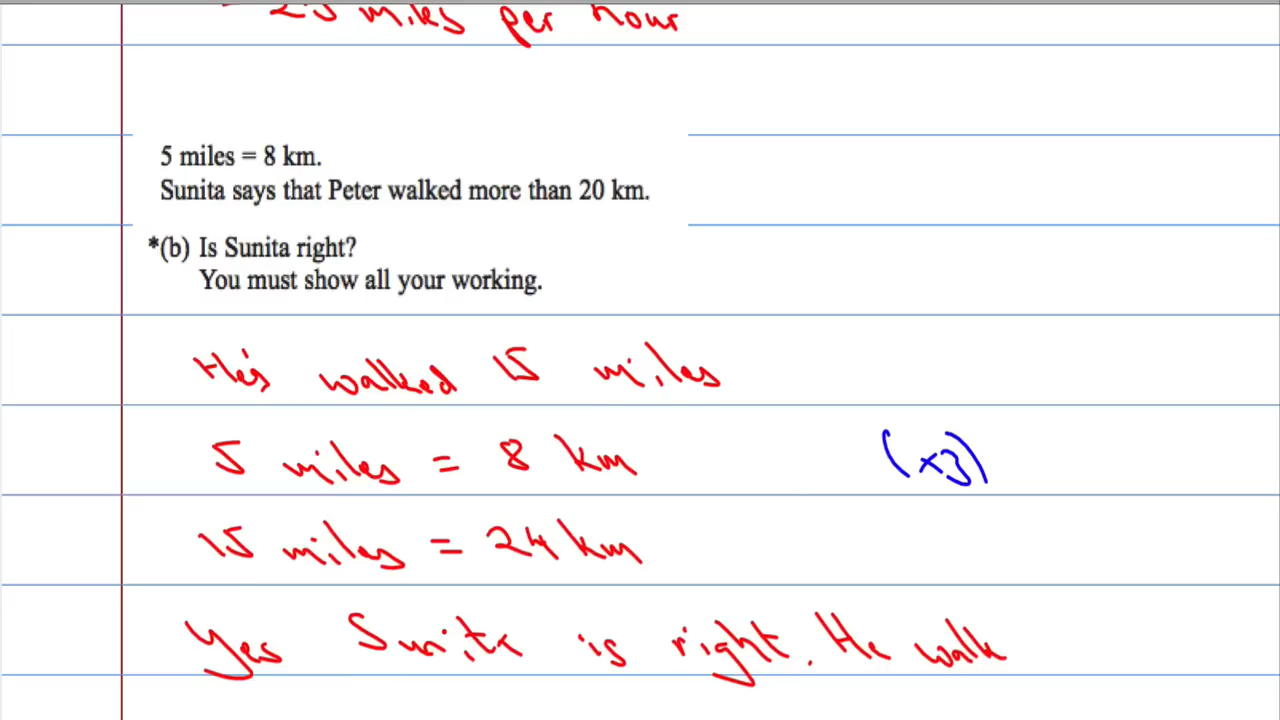 = 2.5 miles per hour
5 miles = 8 km.
Sunita says that Peter walked more than 20 km.
*(b) Is Sunita right?
You must show all your working.
He's walked 15 miles
5 miles = 8 km (×3)
15 miles = 24 km
Yes Sunita is right. He walk